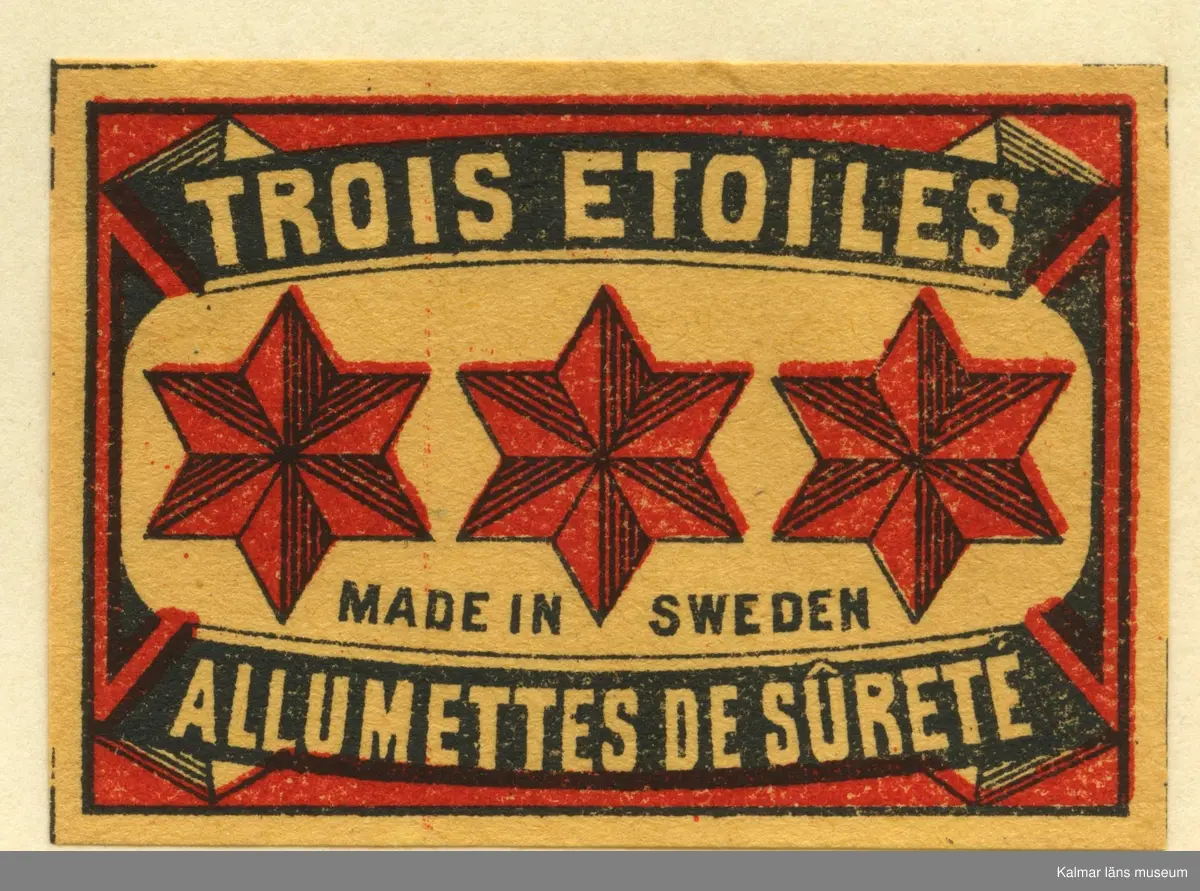 TROIS ETOILES
MADE IN SWEDEN
ALLUMETTES DE SÛRETÉ
Kalmar läns museum